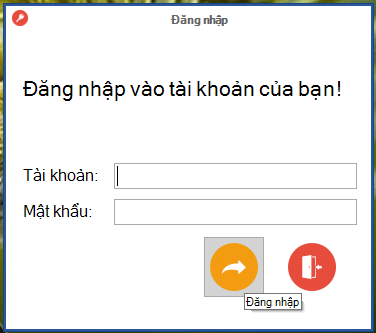 Đăng nhập
Đăng nhập vào tài khoản của bạn!
Tài khoản:
Mật khẩu:
Đăng nhập